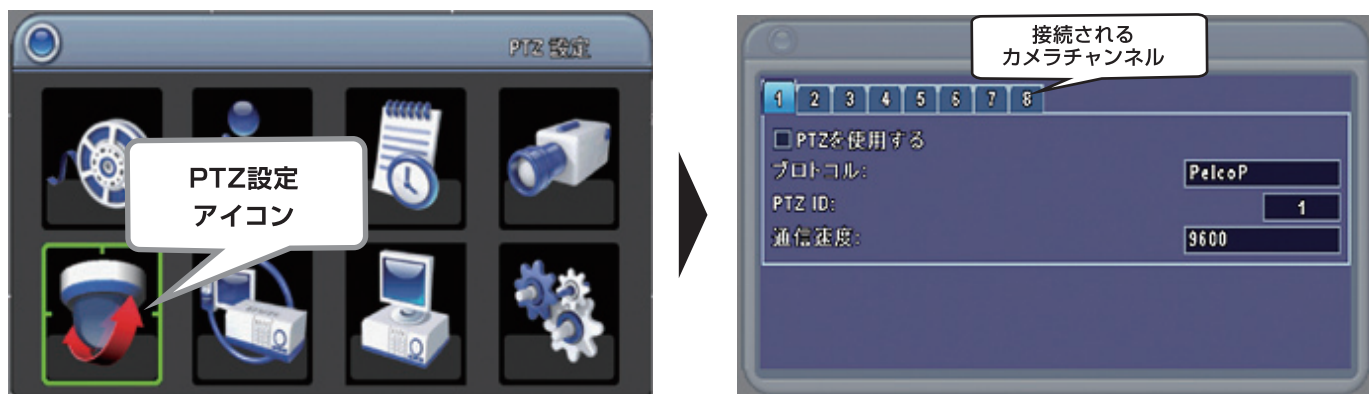 PTZ 設定
PTZ設定
アイコン
接続される
カメラチャンネル
1 2 3 4 5 6 7 8
PTZを使用する
プロトコル: PelcoP
PTZ ID: 1
通信速度: 9600